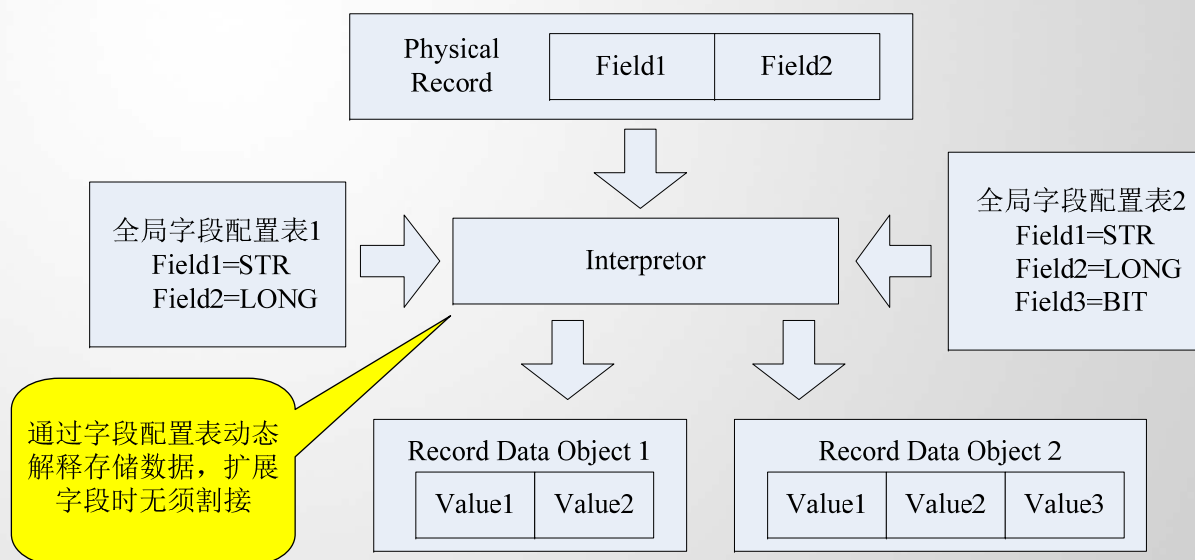 Physical
Record
Field1
Field2
全局字段配置表1
Field1=STR
Field2=LONG
Interpretor
全局字段配置表2
Field1=STR
Field2=LONG
Field3=BIT
通过字段配置表动态
解释存储数据，扩展
字段时无须割接
Record Data Object 1
Value1
Value2
Record Data Object 2
Value1
Value2
Value3